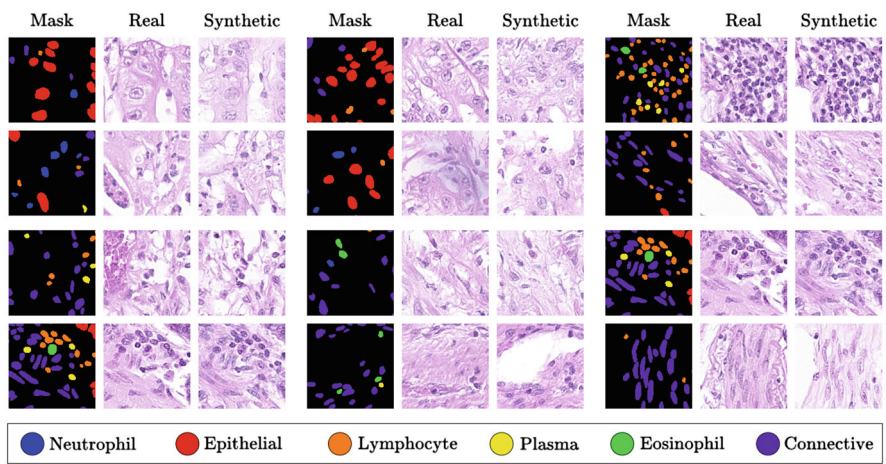 Mask Real Synthetic Mask Real Synthetic Mask Real Synthetic
Neutrophil Epithelial Lymphocyte Plasma Eosinophil Connective